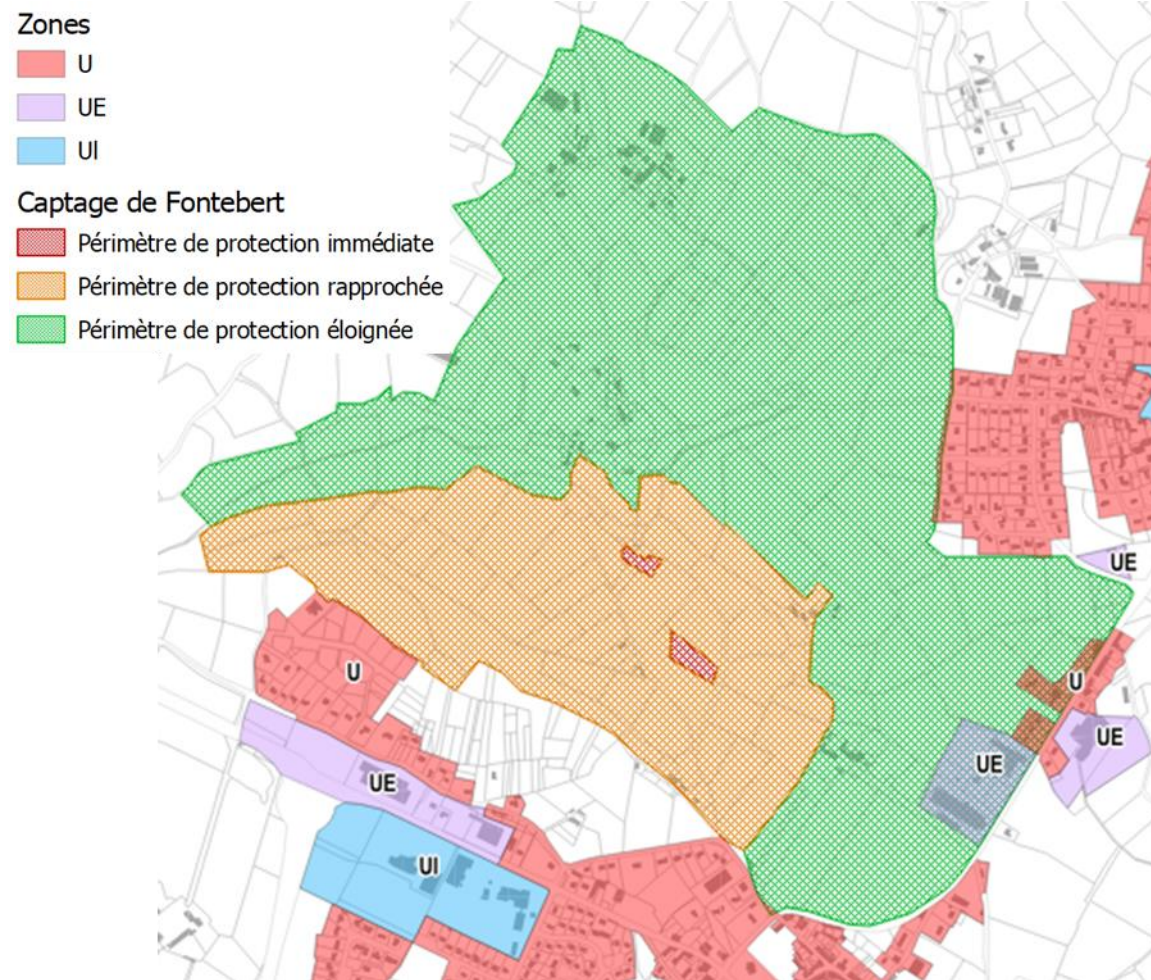 Zones
U
UE
Ul
Captage de Fontebert
Périmètre de protection immédiate
Périmètre de protection rapprochée
Périmètre de protection éloignée
UE
U
U
UE
UE
UE
Ul